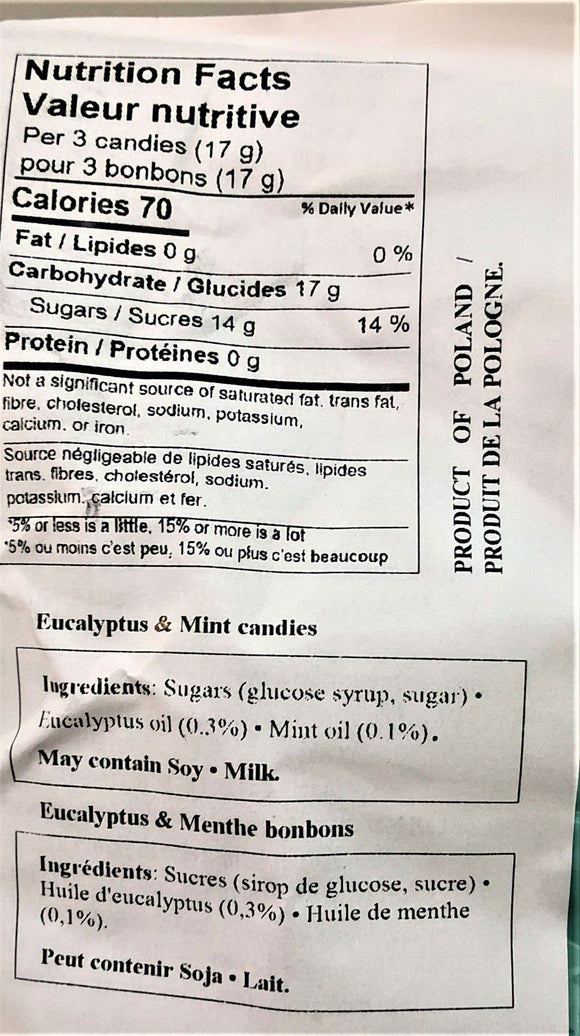 Nutrition Facts
Valeur nutritive
Per 3 candies (17 g)
pour 3 bonbons (17 g)
Calories 70
% Daily Value*
Fat / Lipides 0 g 0 %
Carbohydrate / Glucides 17 g
Sugars / Sucres 14 g 14 %
Protein / Protéines 0 g
Not a significant source of saturated fat, trans fat,
fibre, cholesterol, sodium, potassium,
calcium. or iron.
Source négligeable de lipides saturés, lipides
trans. fibres, cholestérol, sodium.
potassium, calcium et fer.
*5% or less is a little, 15% or more is a lot
*5% ou moins c'est peu, 15% ou plus c'est beaucoup
PRODUCT OF POLAND /
PRODUIT DE LA POLOGNE.
Eucalyptus & Mint candies
Ingredients: Sugars (glucose syrup, sugar) •
Eucalyptus oil (0.3%) • Mint oil (0.1%).
May contain Soy • Milk.
Eucalyptus & Menthe bonbons
Ingrédients: Sucres (sirop de glucose, sucre) •
Huile d'eucalyptus (0,3%) • Huile de menthe
(0,1%).
Peut contenir Soja • Lait.